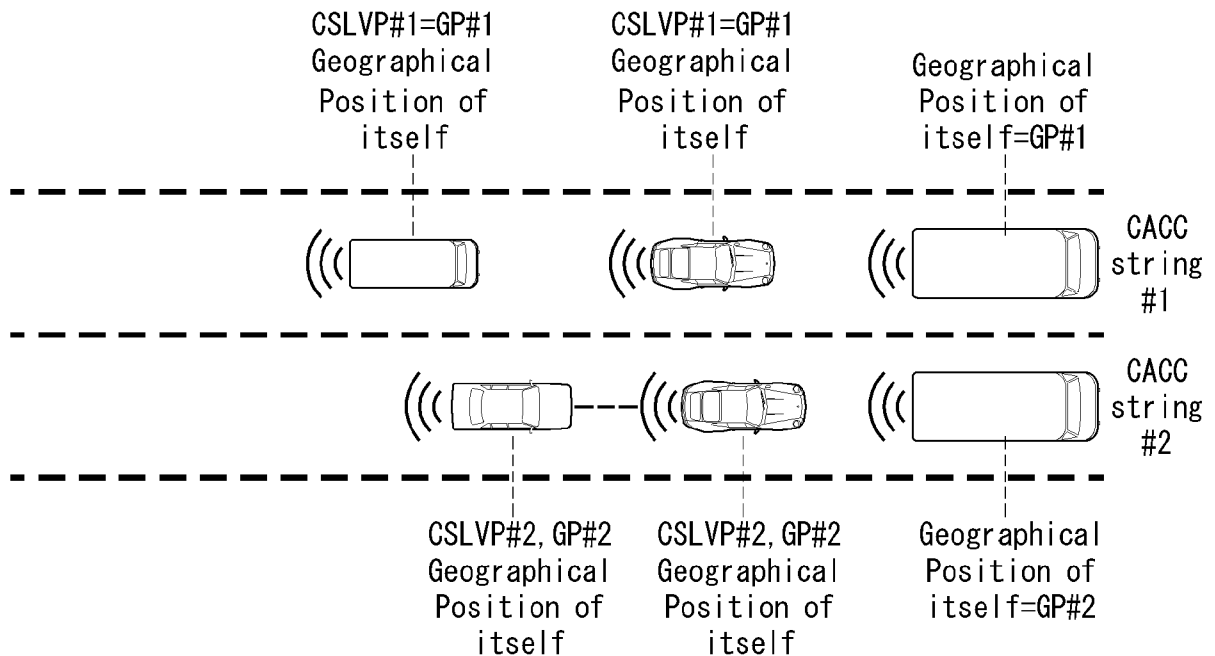 CSLVP#1=GP#1
Geographical
Position of
itself
CSLVP#1=GP#1
Geographical
Position of
itself
Geographical
Position of
itself=GP#1
CACC
string
#1
CACC
string
#2
CSLVP#2, GP#2
Geographical
Position of
itself
CSLVP#2, GP#2
Geographical
Position of
itself
Geographical
Position of
itself=GP#2